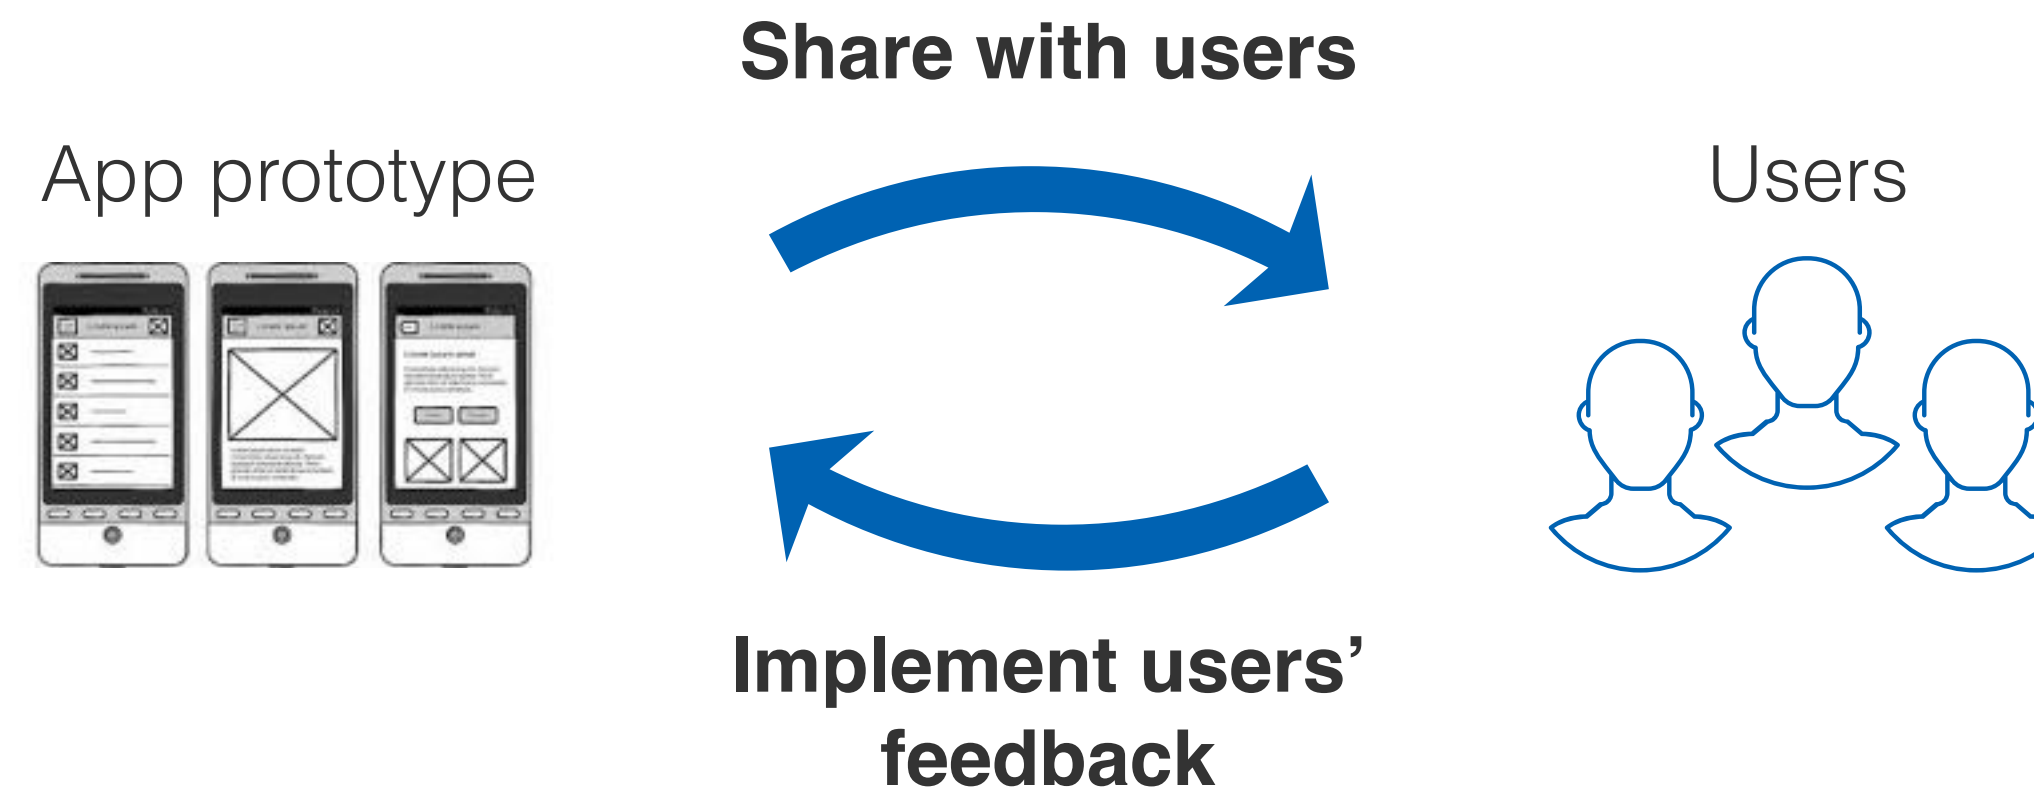 Share with users
App prototype
Users
Implement users’
feedback